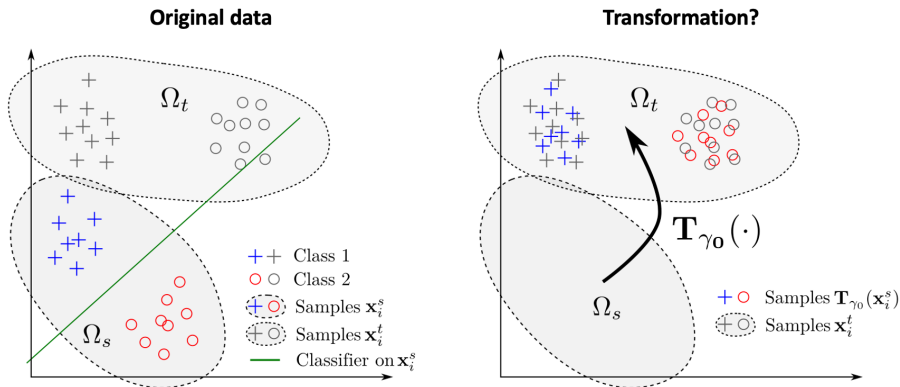 Original data
Ω_t
Ω_s
Class 1
Class 2
Samples x_i^s
Samples x_i^t
Classifier on x_i^s
Transformation?
Ω_t
T_γ₀(·)
Ω_s
Samples T_γ₀(x_i^s)
Samples x_i^t